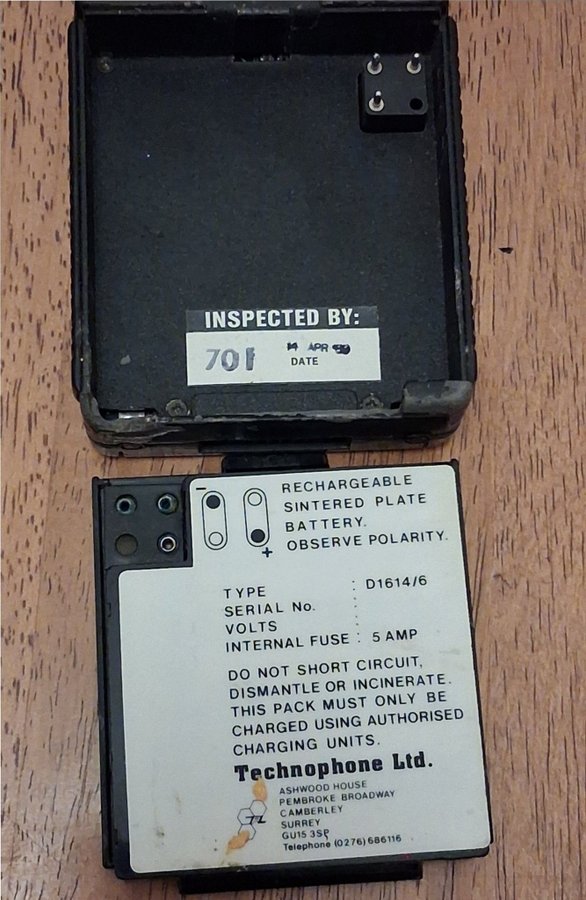 INSPECTED BY:
701 14 APR
DATE
RECHARGEABLE
SINTERED PLATE
BATTERY.
OBSERVE POLARITY.
TYPE : D1614/6
SERIAL No. :
VOLTS :
INTERNAL FUSE : 5 AMP
DO NOT SHORT CIRCUIT,
DISMANTLE OR INCINERATE.
THIS PACK MUST ONLY BE
CHARGED USING AUTHORISED
CHARGING UNITS.
Technophone Ltd.
ASHWOOD HOUSE
PEMBROKE BROADWAY
CAMBERLEY
SURREY
GU15 3SP
Telephone (0276) 686116